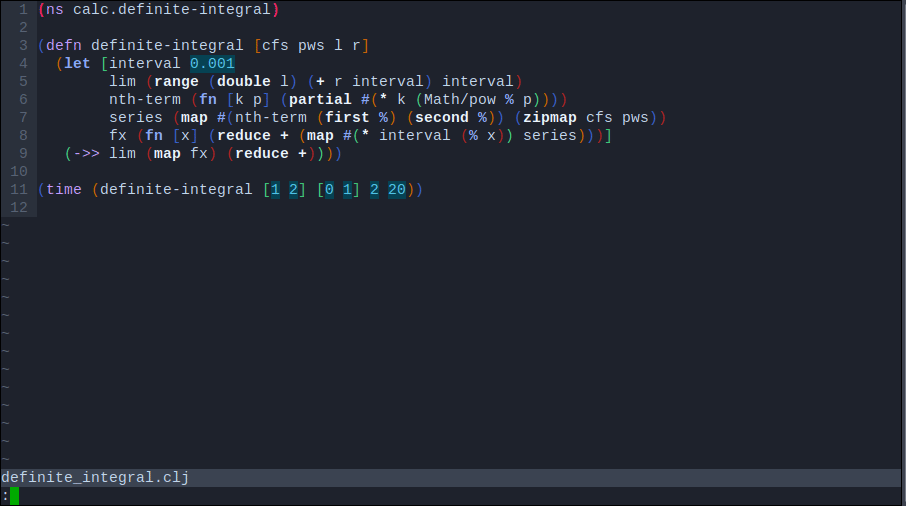 1 (ns calc.definite-integral)
2
3 (defn definite-integral [cfs pws l r]
4   (let [interval 0.001
5         lim (range (double l) (+ r interval) interval)
6         nth-term (fn [k p] (partial #(* k (Math/pow % p))))
7         series (map #(nth-term (first %) (second %)) (zipmap cfs pws))
8         fx (fn [x] (reduce + (map #(* interval (% x)) series)))]
9    (->> lim (map fx) (reduce +))))
10
11 (time (definite-integral [1 2] [0 1] 2 20))
12
~
~
~
~
~
~
~
~
~
~
~
~
~
~
definite_integral.clj
: